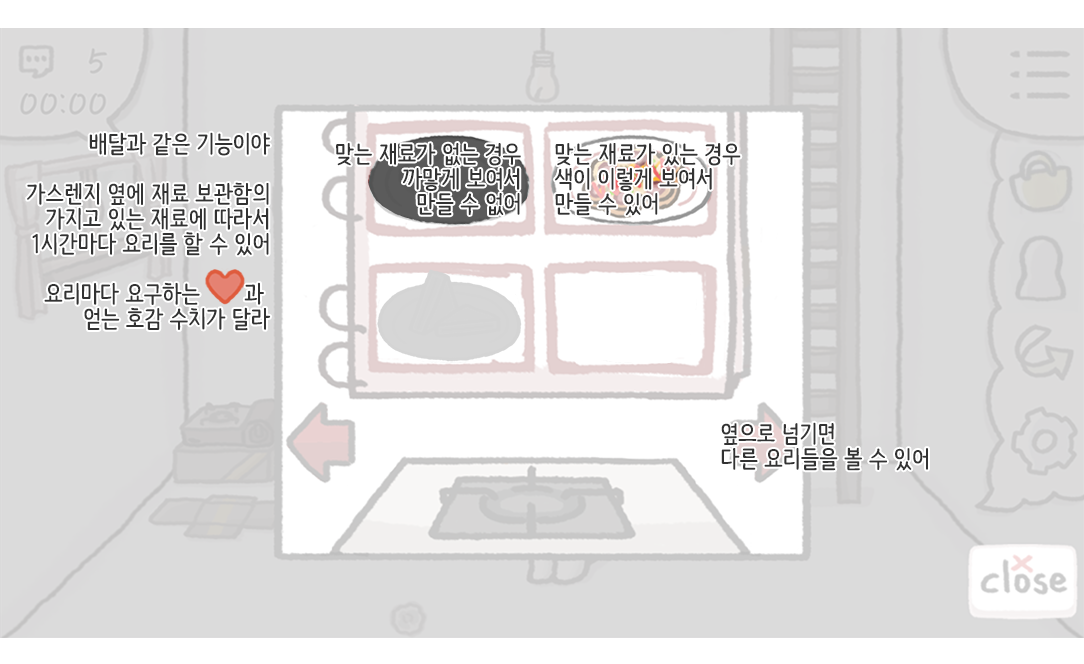 5
00:00
배달과 같은 기능이야
가스렌지 옆에 재료 보관함의
가지고 있는 재료에 따라서
1시간마다 요리를 할 수 있어
요리마다 요구하는 과
얻는 호감 수치가 달라
맞는 재료가 없는 경우
까맣게 보여서
만들 수 없어
맞는 재료가 있는 경우
색이 이렇게 보여서
만들 수 있어
옆으로 넘기면
다른 요리들을 볼 수 있어
close